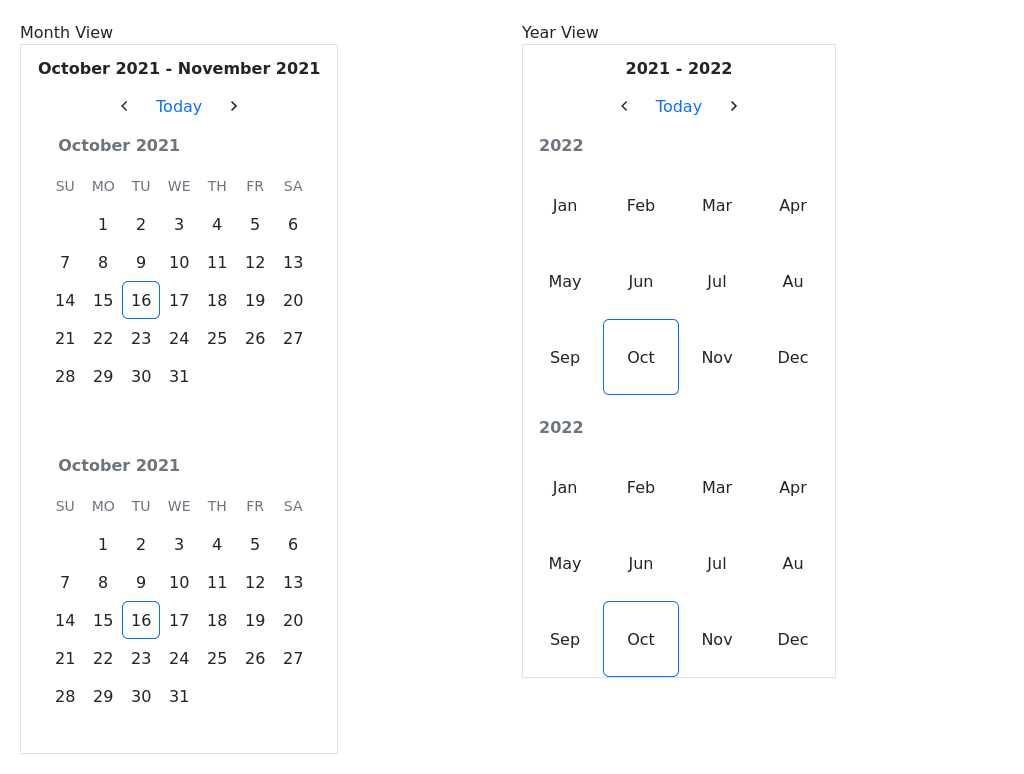 Month View
October 2021 - November 2021
Today
October 2021
SU MO TU WE TH FR SA
1 2 3 4 5 6
7 8 9 10 11 12 13
14 15 16 17 18 19 20
21 22 23 24 25 26 27
28 29 30 31
October 2021
SU MO TU WE TH FR SA
1 2 3 4 5 6
7 8 9 10 11 12 13
14 15 16 17 18 19 20
21 22 23 24 25 26 27
28 29 30 31
Year View
2021 - 2022
Today
2022
Jan Feb Mar Apr
May Jun Jul Au
Sep Oct Nov Dec
2022
Jan Feb Mar Apr
May Jun Jul Au
Sep Oct Nov Dec